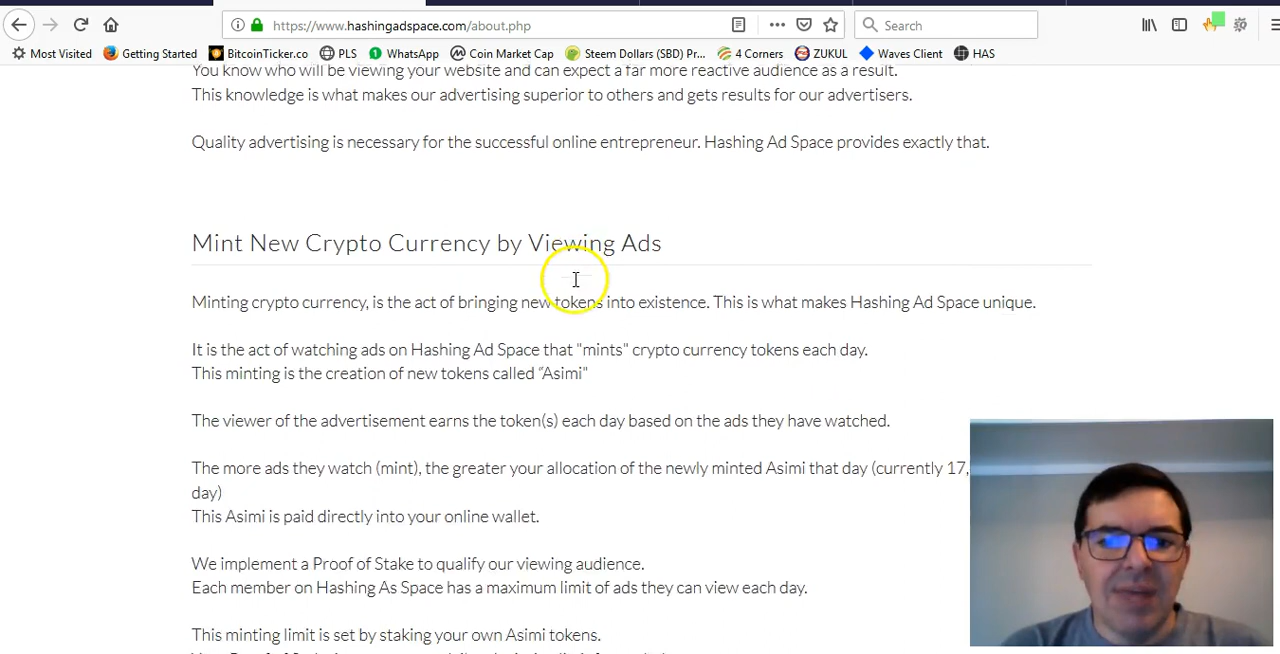 https://www.hashingadspace.com/about.php
Search
Most Visited Getting Started BitcoinTicker.co PLS WhatsApp Coin Market Cap Steem Dollars (SBD) Pr... 4 Corners ZUKUL Waves Client HAS
You know who will be viewing your website and can expect a far more reactive audience as a result.
This knowledge is what makes our advertising superior to others and gets results for our advertisers.
Quality advertising is necessary for the successful online entrepreneur. Hashing Ad Space provides exactly that.
Mint New Crypto Currency by Viewing Ads
Minting crypto currency, is the act of bringing new tokens into existence. This is what makes Hashing Ad Space unique.
It is the act of watching ads on Hashing Ad Space that "mints" crypto currency tokens each day.
This minting is the creation of new tokens called "Asimi"
The viewer of the advertisement earns the token(s) each day based on the ads they have watched.
The more ads they watch (mint), the greater your allocation of the newly minted Asimi that day (currently 17,
day)
This Asimi is paid directly into your online wallet.
We implement a Proof of Stake to qualify our viewing audience.
Each member on Hashing As Space has a maximum limit of ads they can view each day.
This minting limit is set by staking your own Asimi tokens.